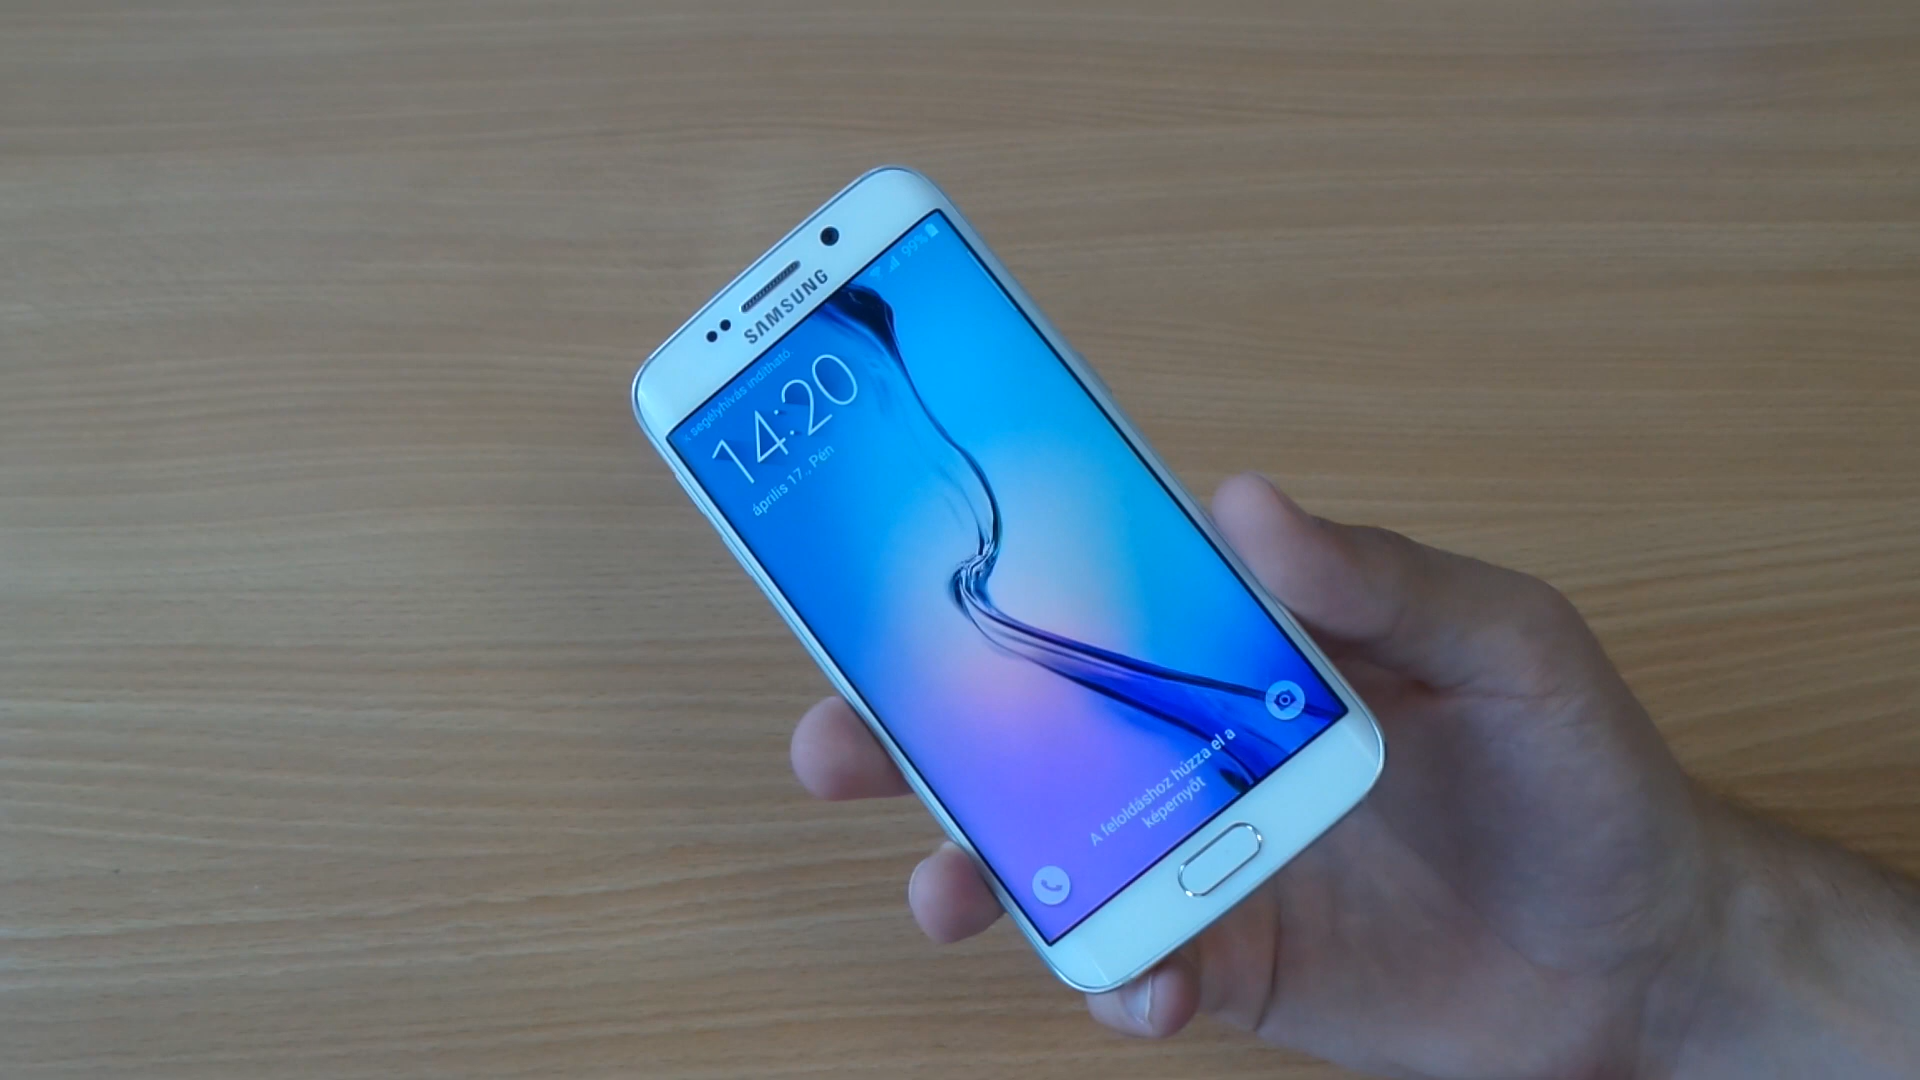 SAMSUNG
99%
segélyhívás indítható.
14:20
április 17., Pén
A feloldáshoz húzza el a
képernyőt